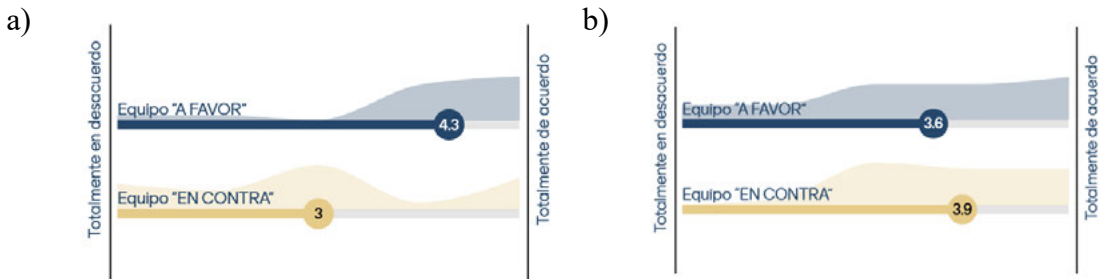 a)
Totalmente en desacuerdo
Equipo "A FAVOR"
4.3
Equipo "EN CONTRA"
3
Totalmente de acuerdo
b)
Totalmente en desacuerdo
Equipo "A FAVOR"
3.6
Equipo "EN CONTRA"
3.9
Totalmente de acuerdo